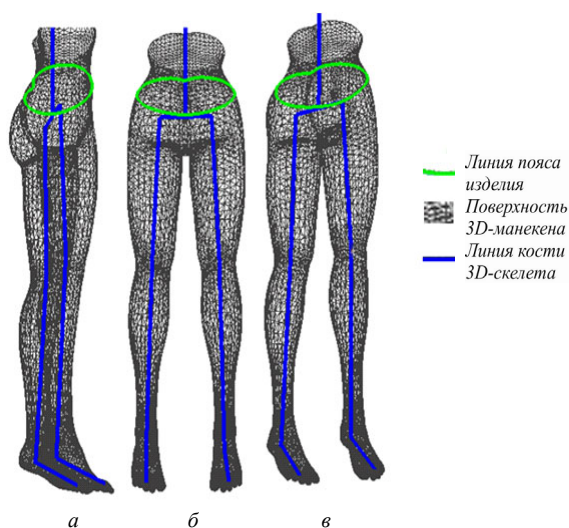 Линия пояса
изделия
Поверхность
3D-манекена
Линия кости
3D-скелета
а б в